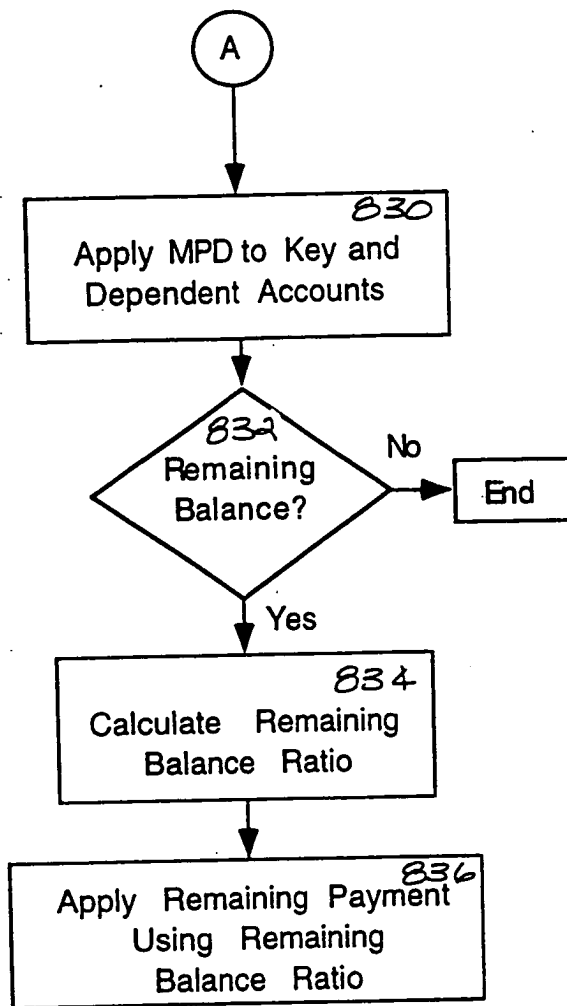 A
830
Apply MPD to Key and
Dependent Accounts
832
Remaining
Balance?
No
End
Yes
834
Calculate Remaining
Balance Ratio
836
Apply Remaining Payment
Using Remaining
Balance Ratio